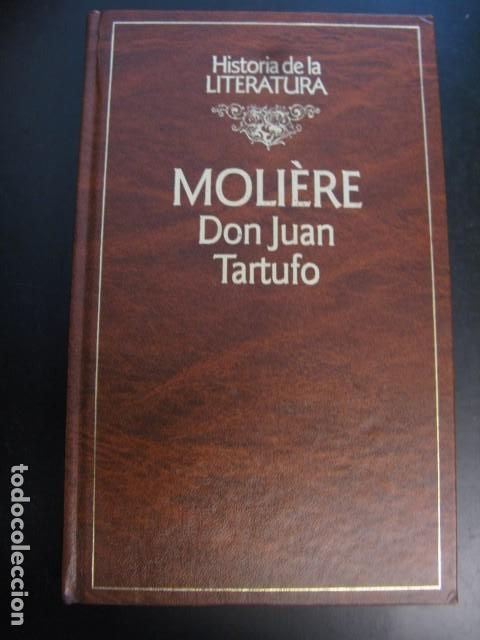 Historia de la
LITERATURA
MOLIÈRE
Don Juan
Tartufo
todocoleccion